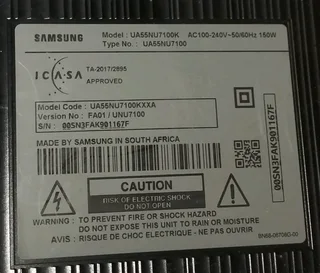 SAMSUNG
Model : UA55NU7100K AC100-240V~50/60Hz 150W
Type No. : UA55NU7100
ICASA
TA-2017/2895
APPROVED
Model Code : UA55NU7100KXXA
Version No : FA01 / UNU7100
S/N : 00SN3FAK901167F
00SN3FAK901167F
MADE BY SAMSUNG IN SOUTH AFRICA
CAUTION
RISK OF ELECTRIC SHOCK
DO NOT OPEN
WARNING : TO PREVENT FIRE OR SHOCK HAZARD
DO NOT EXPOSE THIS UNIT TO RAIN OR MOISTURE
AVIS : RISQUE DE CHOC ELECTRIQUE - NE PAS OUVRIR